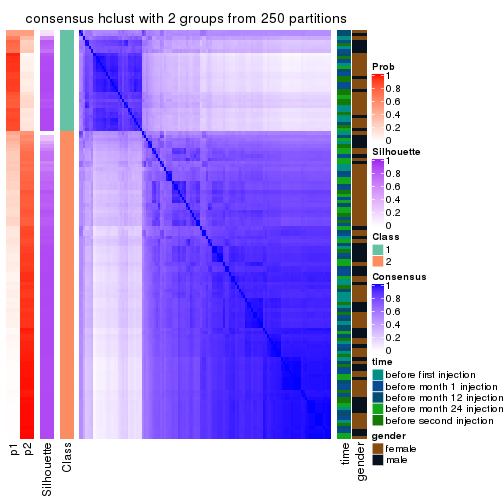 consensus hclust with 2 groups from 250 partitions
Prob
1
0.8
0.6
0.4
0.2
0
Silhouette
1
0.8
0.6
0.4
0.2
0
Class
1
2
Consensus
1
0.8
0.6
0.4
0.2
0
time
before first injection
before month 1 injection
before month 12 injection
before month 24 injection
before second injection
gender
female
male
p1
p2
Silhouette
Class
time
gender